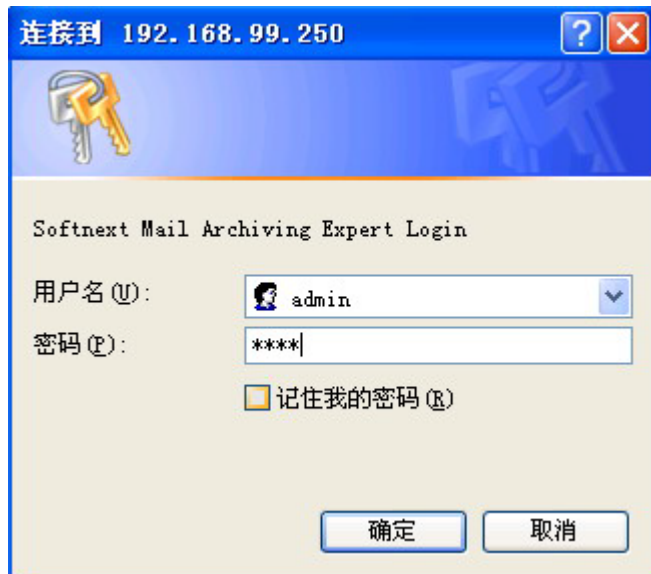 连接到 192.168.99.250
Softnext Mail Archiving Expert Login
用户名(U): admin
密码(P): ****
记住我的密码(R)
确定 取消